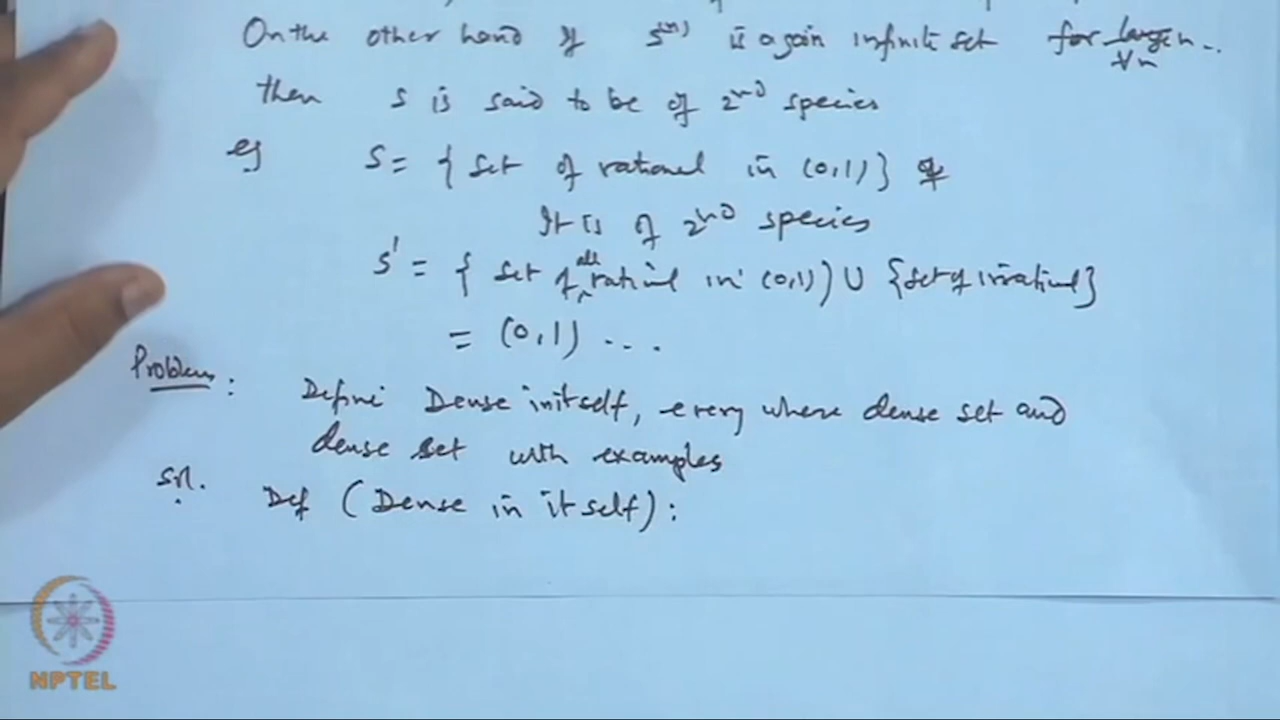 On the other hand if S⁽ⁿ⁾ is again infinite set for large n ..
∀n
then S is said to be of 2nd species
eg S = { set of rational in (0,1) }
It is of 2nd species
S' = { set of all rational in (0,1) } ∪ {set of irrational}
= (0,1) ...
Problem : Define Dense in itself, every where dense set and
dense set with examples
Sol. Def (Dense in itself) :
NPTEL